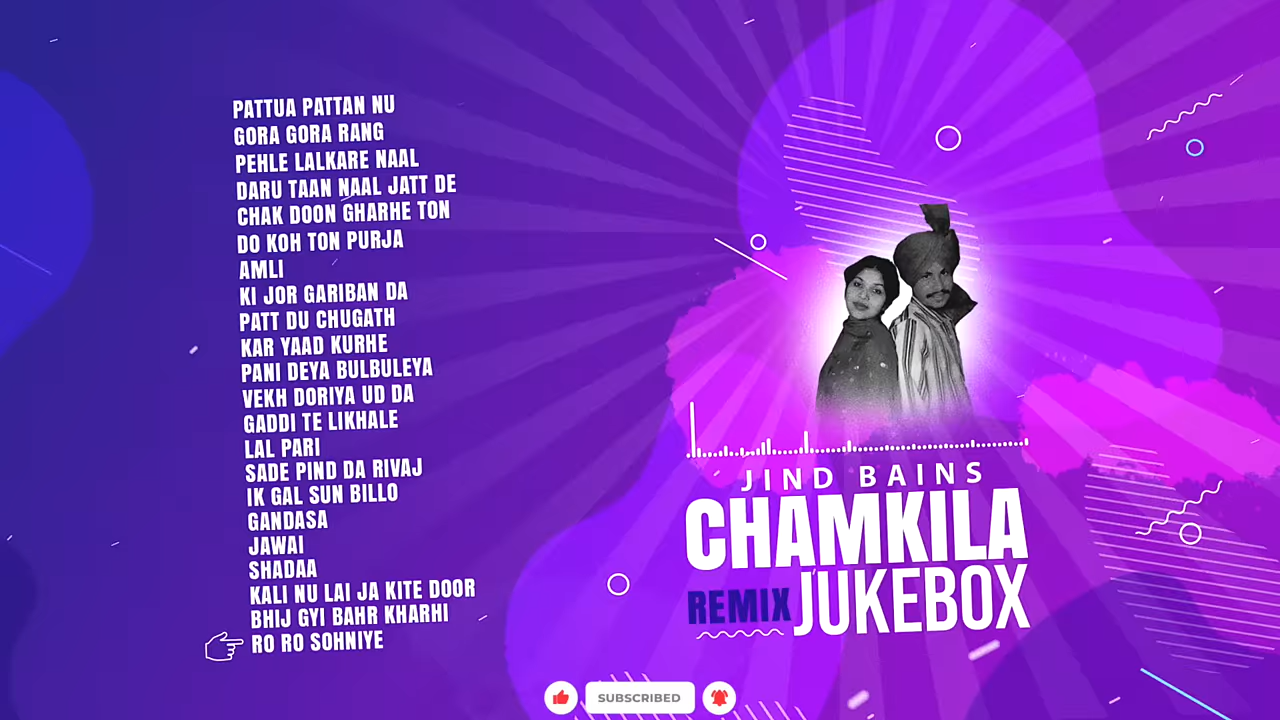 PATTUA PATTAN NU
GORA GORA RANG
PEHLE LALKARE NAAL
DARU TAAN NAAL JATT DE
CHAK DOON GHARHE TON
DO KOH TON PURJA
AMLI
KI JOR GARIBAN DA
PATT DU CHUGATH
KAR YAAD KURHE
PANI DEYA BULBULEYA
VEKH DORIYA UD DA
GADDI TE LIKHALE
LAL PARI
SADE PIND DA RIVAJ
IK GAL SUN BILLO
GANDASA
JAWAI
SHADAA
KALI NU LAI JA KITE DOOR
BHIJ GYI BAHR KHARHI
RO RO SOHNIYE
JIND BAINS
CHAMKILA
REMIX JUKEBOX
SUBSCRIBED